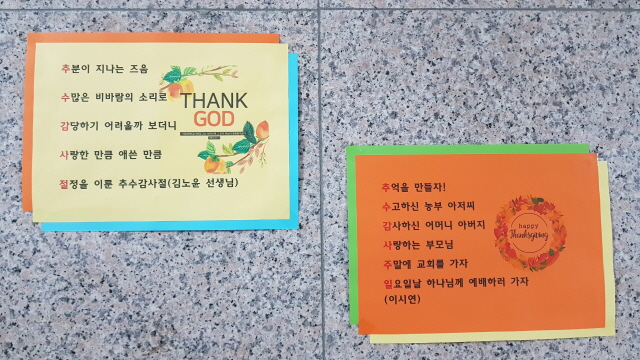 추분이 지나는 즈음
수많은 비바람의 소리로
감당하기 어려울까 보더니
사랑한 만큼 애쓴 만큼
절정을 이룬 추수감사절(김노윤 선생님)
THANK
GOD
추억을 만들자!
수고하신 농부 아저씨
감사하신 어머니 아버지
사랑하는 부모님
주말에 교회를 가자
일요일날 하나님께 예배하러 가자
(이시연)
happy
Thanksgiving